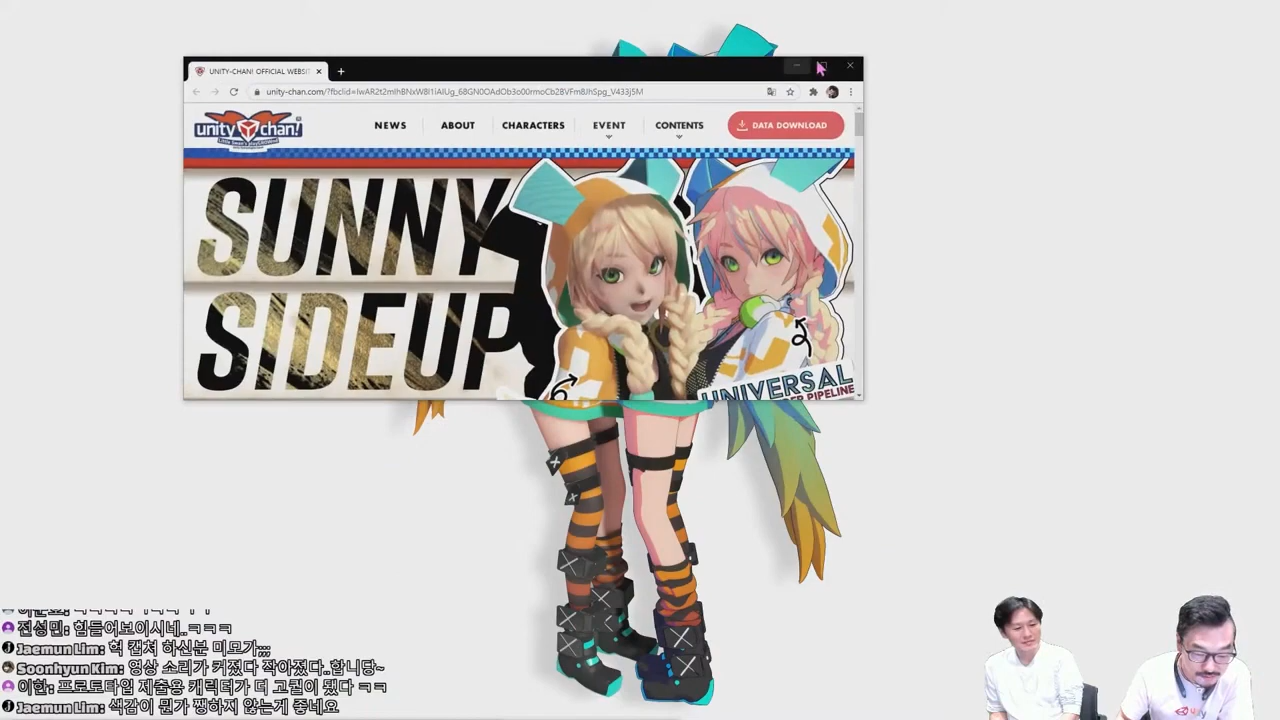 UNITY-CHAN! OFFICIAL WEBSI
unity-chan.com/?fbclid=IwAR2t2mIhBNxW8I1iAIUg_68GN0OAdOb3o00rmoCb2BVFmBJhSpg_V433j5M
unity chan!
NEWS
ABOUT
CHARACTERS
EVENT
CONTENTS
DATA DOWNLOAD
SUNNY
SIDEUP
UNIVERSAL
ER PIPELINE
전성민: 힘들어보이시네..ㅋㅋㅋ
Jaemun Lim: 헉 캡쳐 하신분 미모가;;;
Soonhyun Kim: 영상 소리가 커졌다 작아졌다..합니당~
이한: 프로토타입 제출용 캐릭터가 더 고퀄이 됐다 ㅋㅋ
Jaemun Lim: 색감이 뭔가 쨍하지 않는게 좋네요